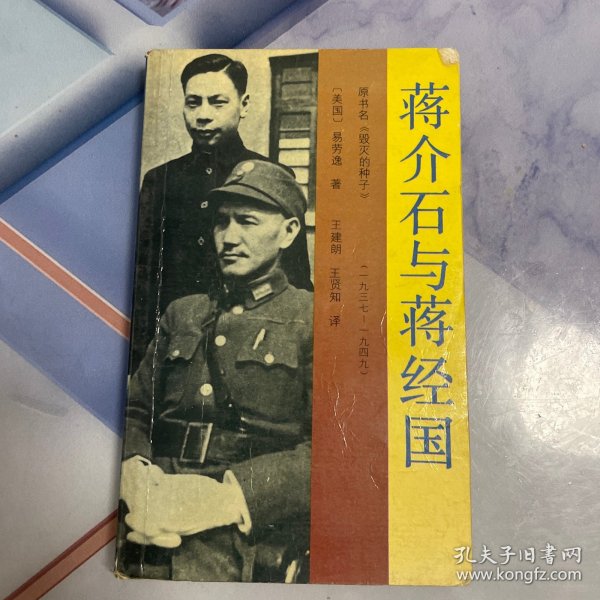 蒋介石与蒋经国
原书名《毁灭的种子》
(一九三七—一九四九)
〔美国〕易劳逸 著
王建朗 王贤知 译
孔夫子旧书网
www.kongfz.com